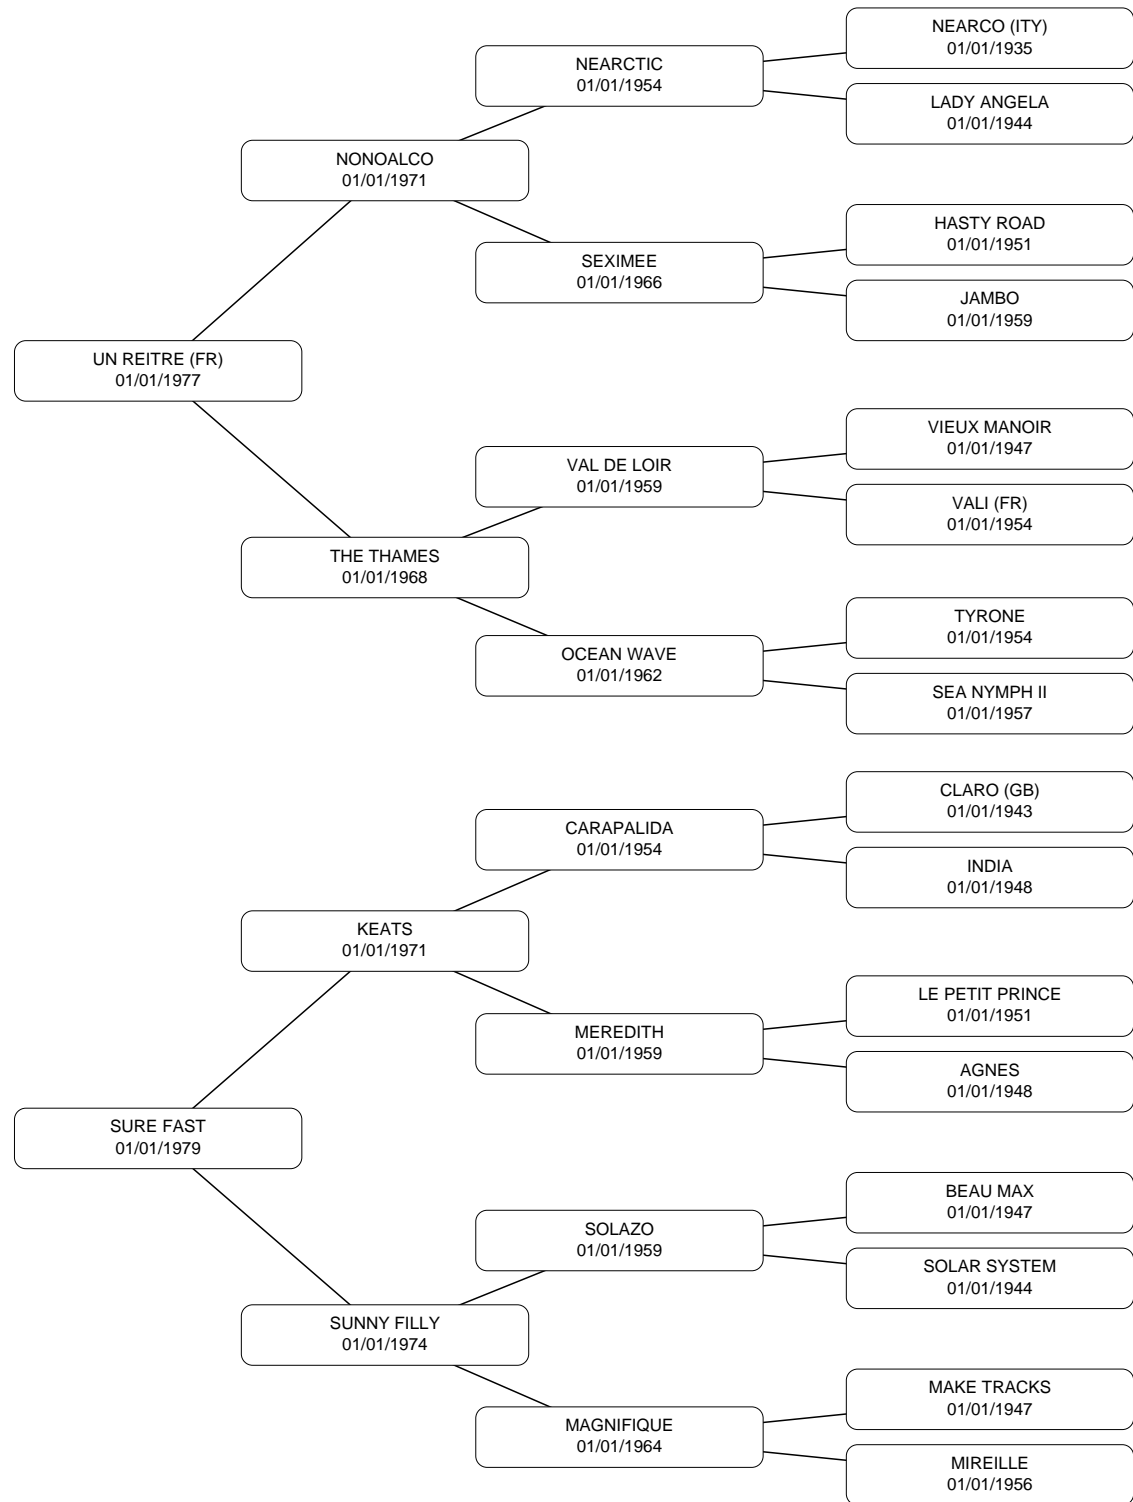 NEARCO (ITY)
01/01/1935
NEARCTIC
01/01/1954
LADY ANGELA
01/01/1944
NONOALCO
01/01/1971
HASTY ROAD
01/01/1951
SEXIMEE
01/01/1966
JAMBO
01/01/1959
UN REITRE (FR)
01/01/1977
VIEUX MANOIR
01/01/1947
VAL DE LOIR
01/01/1959
VALI (FR)
01/01/1954
THE THAMES
01/01/1968
TYRONE
01/01/1954
OCEAN WAVE
01/01/1962
SEA NYMPH II
01/01/1957
CLARO (GB)
01/01/1943
CARAPALIDA
01/01/1954
INDIA
01/01/1948
KEATS
01/01/1971
LE PETIT PRINCE
01/01/1951
MEREDITH
01/01/1959
AGNES
01/01/1948
SURE FAST
01/01/1979
BEAU MAX
01/01/1947
SOLAZO
01/01/1959
SOLAR SYSTEM
01/01/1944
SUNNY FILLY
01/01/1974
MAKE TRACKS
01/01/1947
MAGNIFIQUE
01/01/1964
MIREILLE
01/01/1956